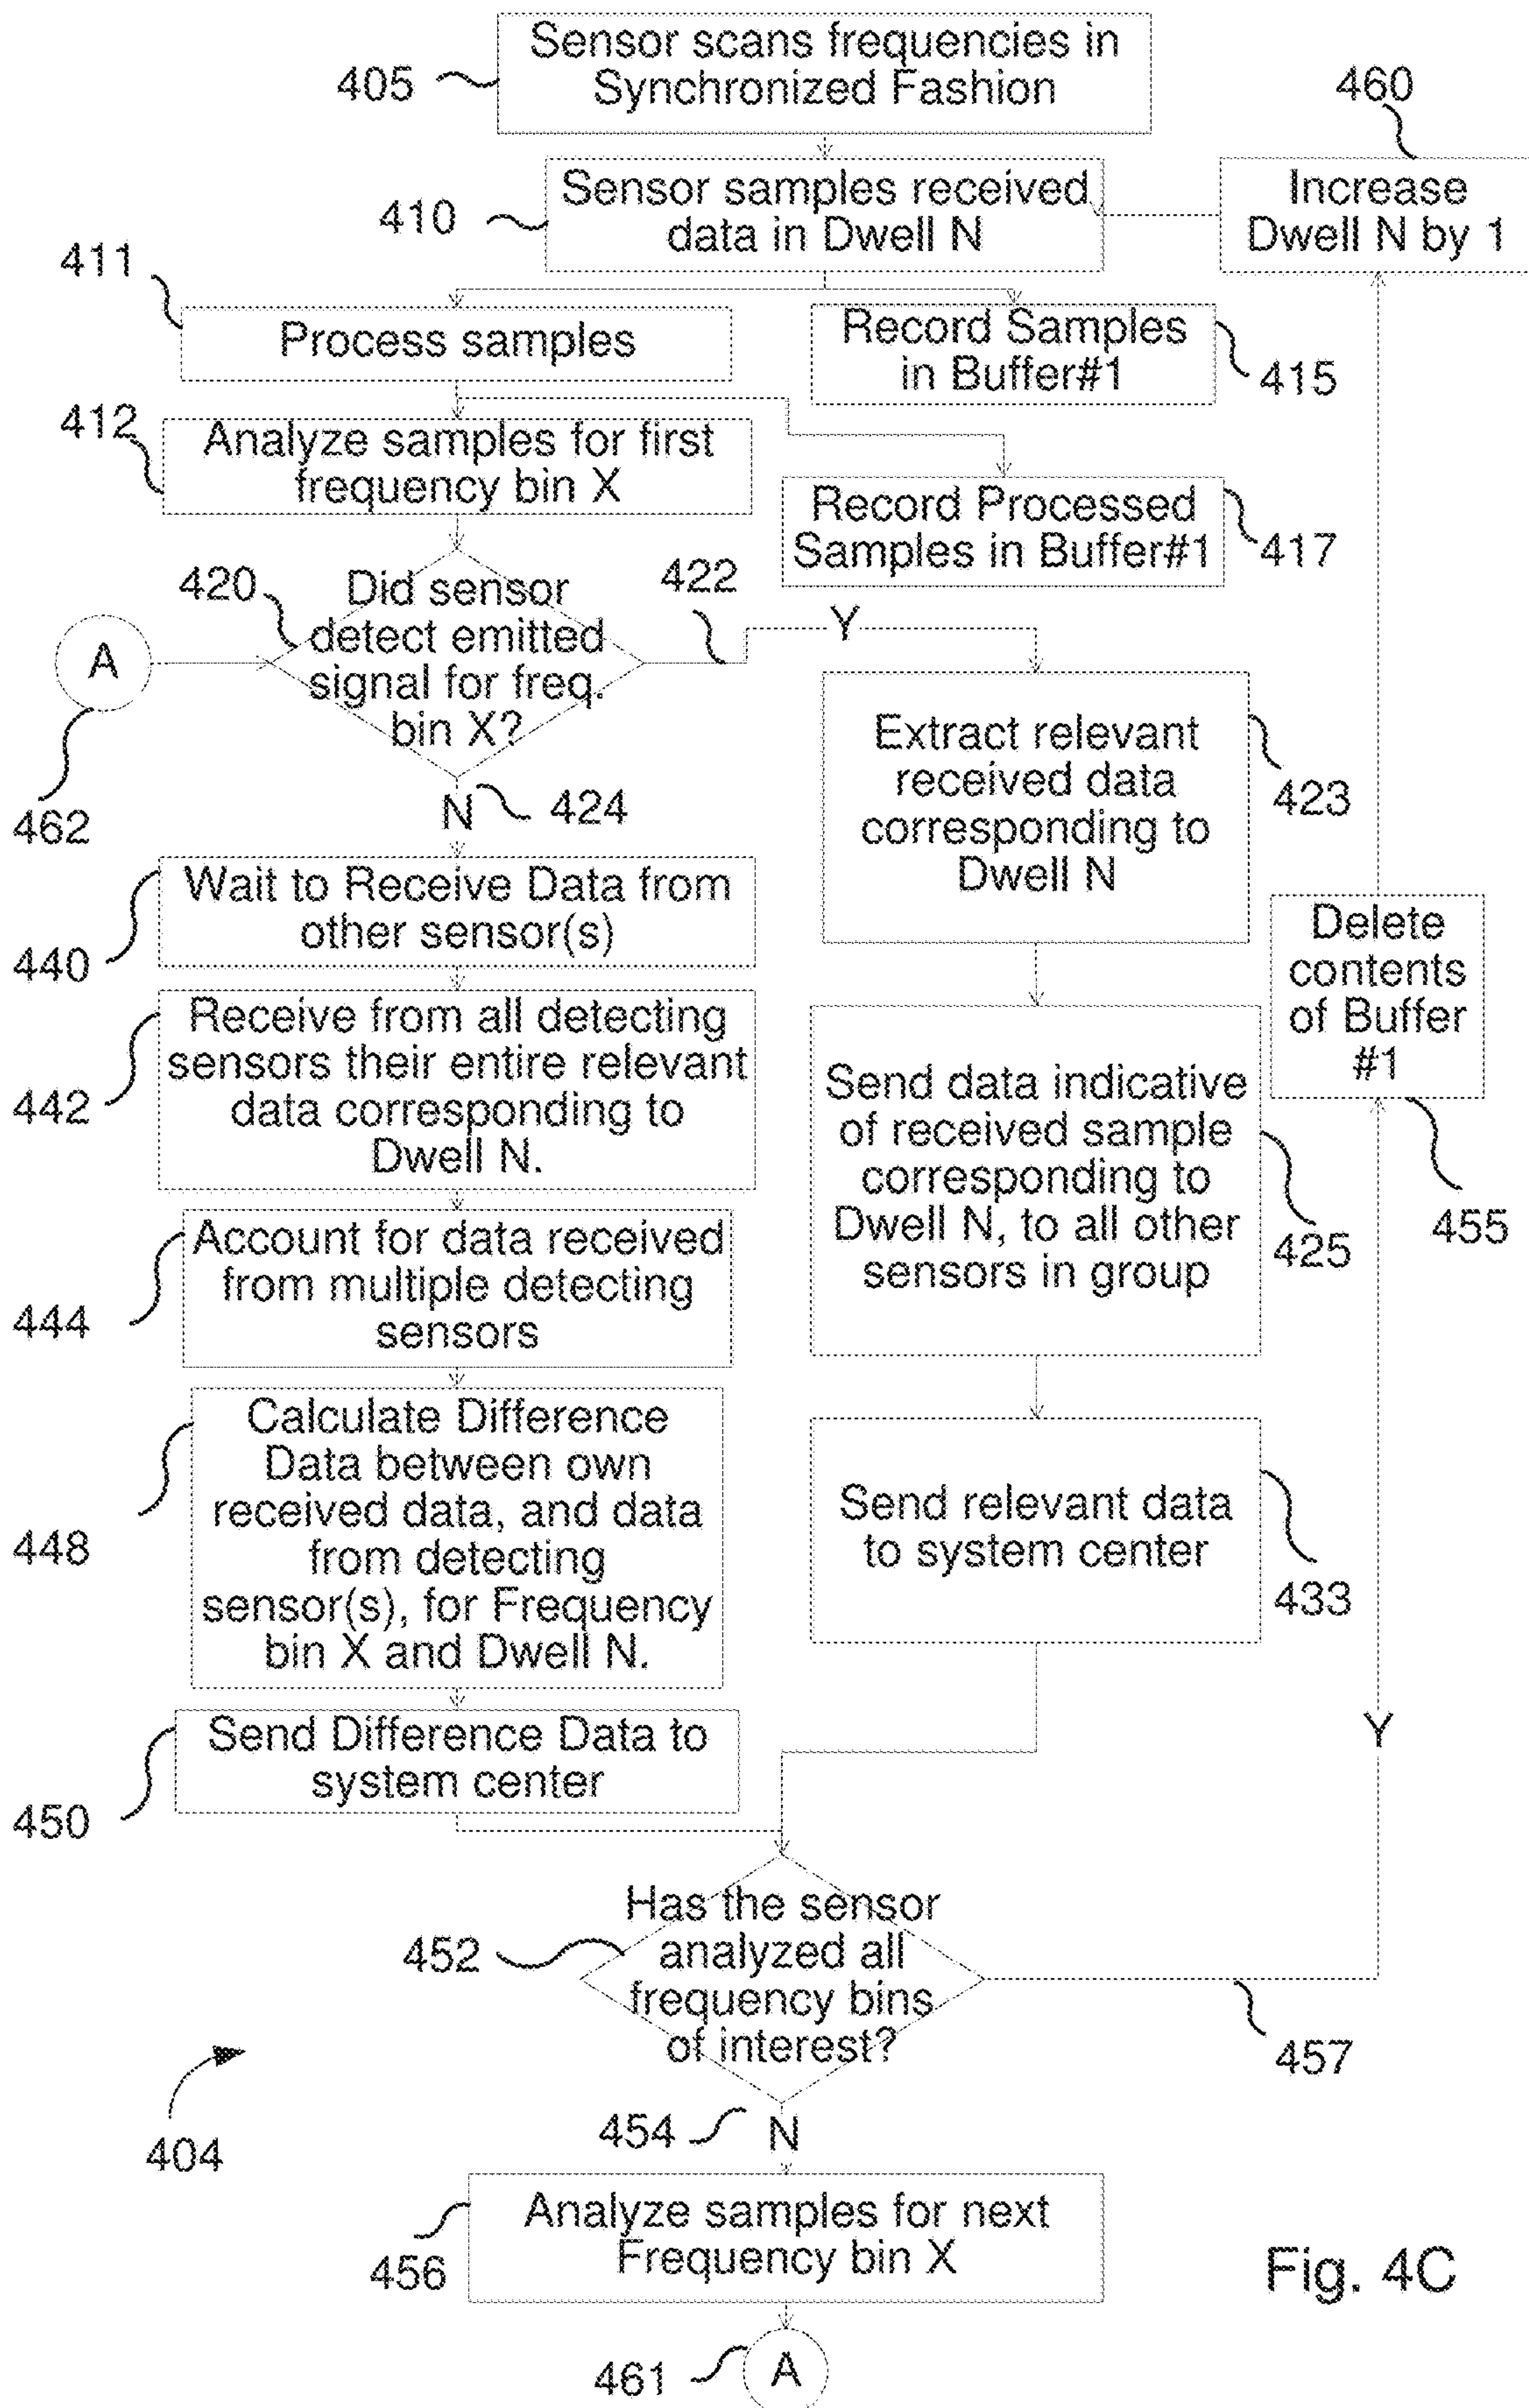 Sensor scans frequencies in
Synchronized Fashion
405
460
Sensor samples received
data in Dwell N
410
Increase
Dwell N by 1
411
Process samples
Record Samples
in Buffer#1
415
412
Analyze samples for first
frequency bin X
Record Processed
Samples in Buffer#1
417
420
422
Did sensor
detect emitted
signal for freq.
bin X?
Y
A
462
N
424
Extract relevant
received data
corresponding to
Dwell N
423
Wait to Receive Data from
other sensor(s)
440
Delete
contents
of Buffer
#1
455
Receive from all detecting
sensors their entire relevant
data corresponding to
Dwell N.
442
Send data indicative
of received sample
corresponding to
Dwell N, to all other
sensors in group
425
Account for data received
from multiple detecting
sensors
444
Calculate Difference
Data between own
received data, and data
from detecting
sensor(s), for Frequency
bin X and Dwell N.
448
Send relevant data
to system center
433
Send Difference Data to
system center
450
Y
Has the sensor
analyzed all
frequency bins
of interest?
452
457
404
454
N
Analyze samples for next
Frequency bin X
456
Fig. 4C
461
A